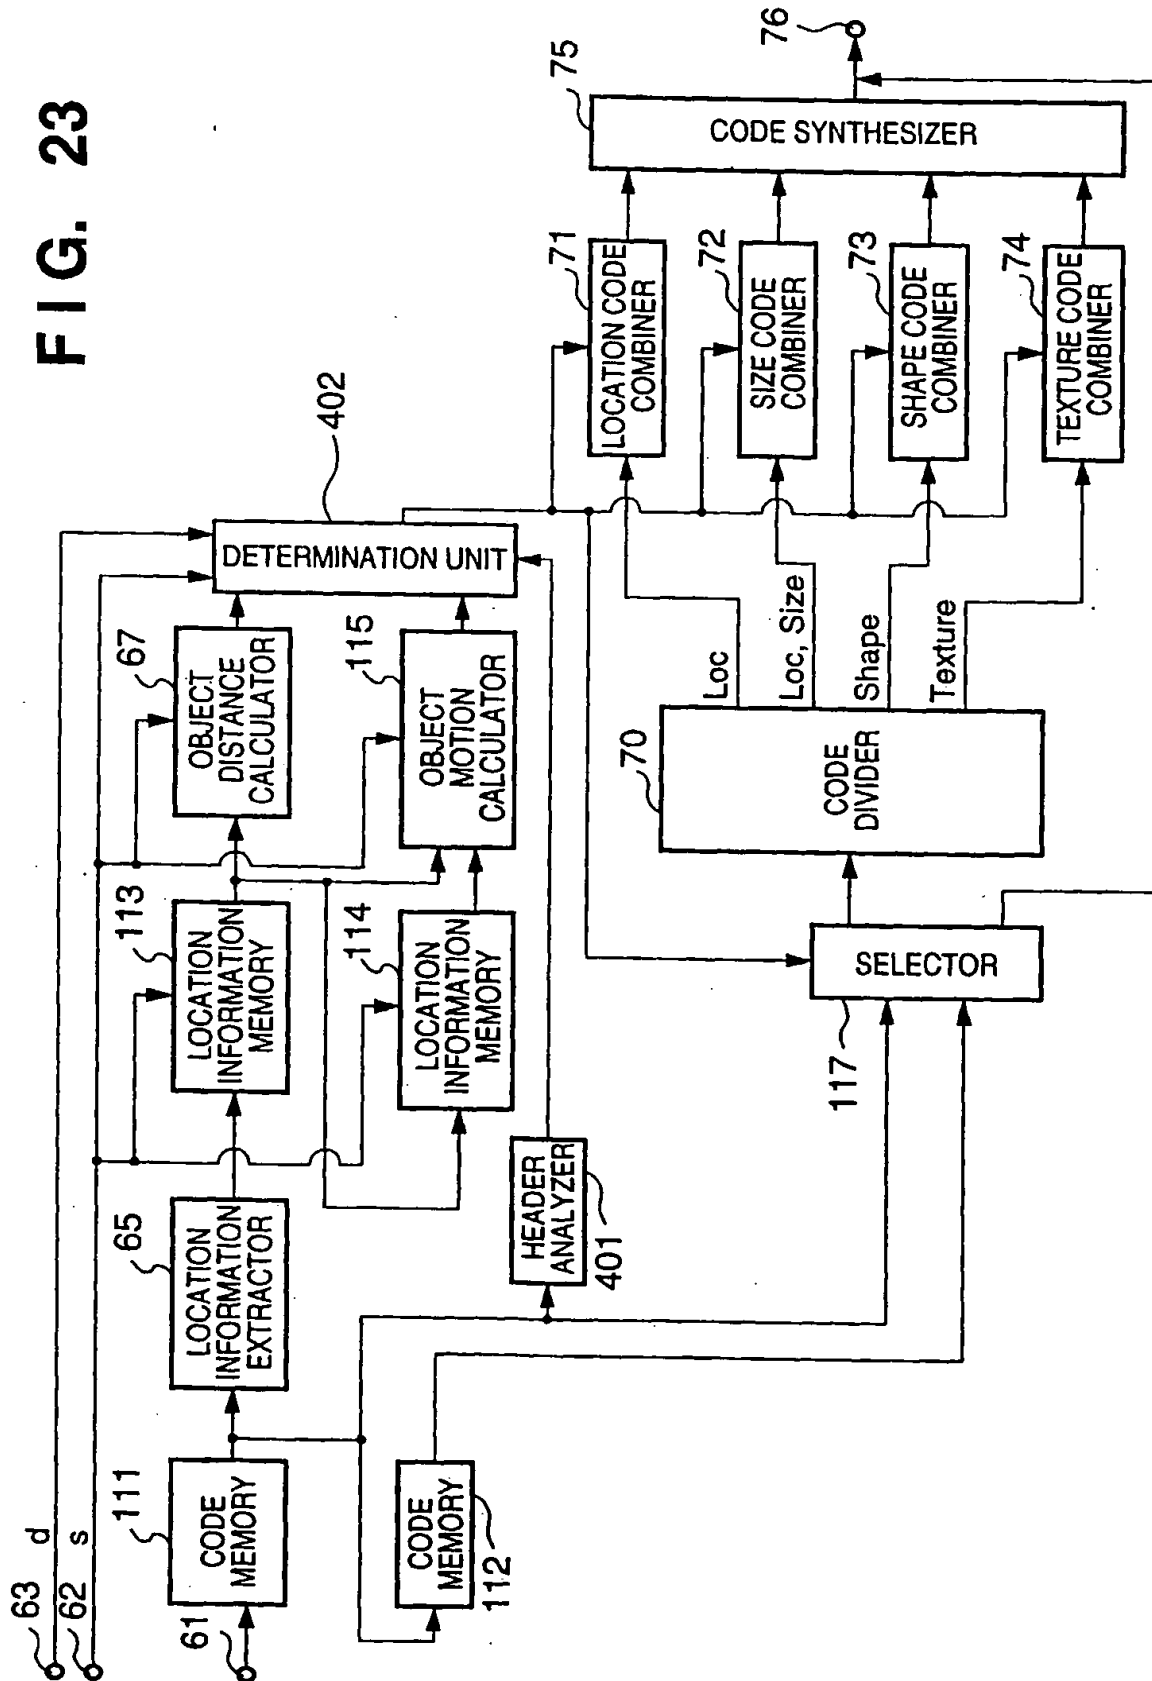 FIG. 23
63
d
62
s
61
111
CODE
MEMORY
65
LOCATION
INFORMATION
EXTRACTOR
113
LOCATION
INFORMATION
MEMORY
67
OBJECT
DISTANCE
CALCULATOR
402
DETERMINATION UNIT
CODE
MEMORY
112
114
LOCATION
INFORMATION
MEMORY
115
OBJECT
MOTION
CALCULATOR
HEADER
ANALYZER
401
117
SELECTOR
70
CODE
DIVIDER
Loc
Loc, Size
Shape
Texture
71
LOCATION CODE
COMBINER
72
SIZE CODE
COMBINER
73
SHAPE CODE
COMBINER
74
TEXTURE CODE
COMBINER
75
CODE SYNTHESIZER
76